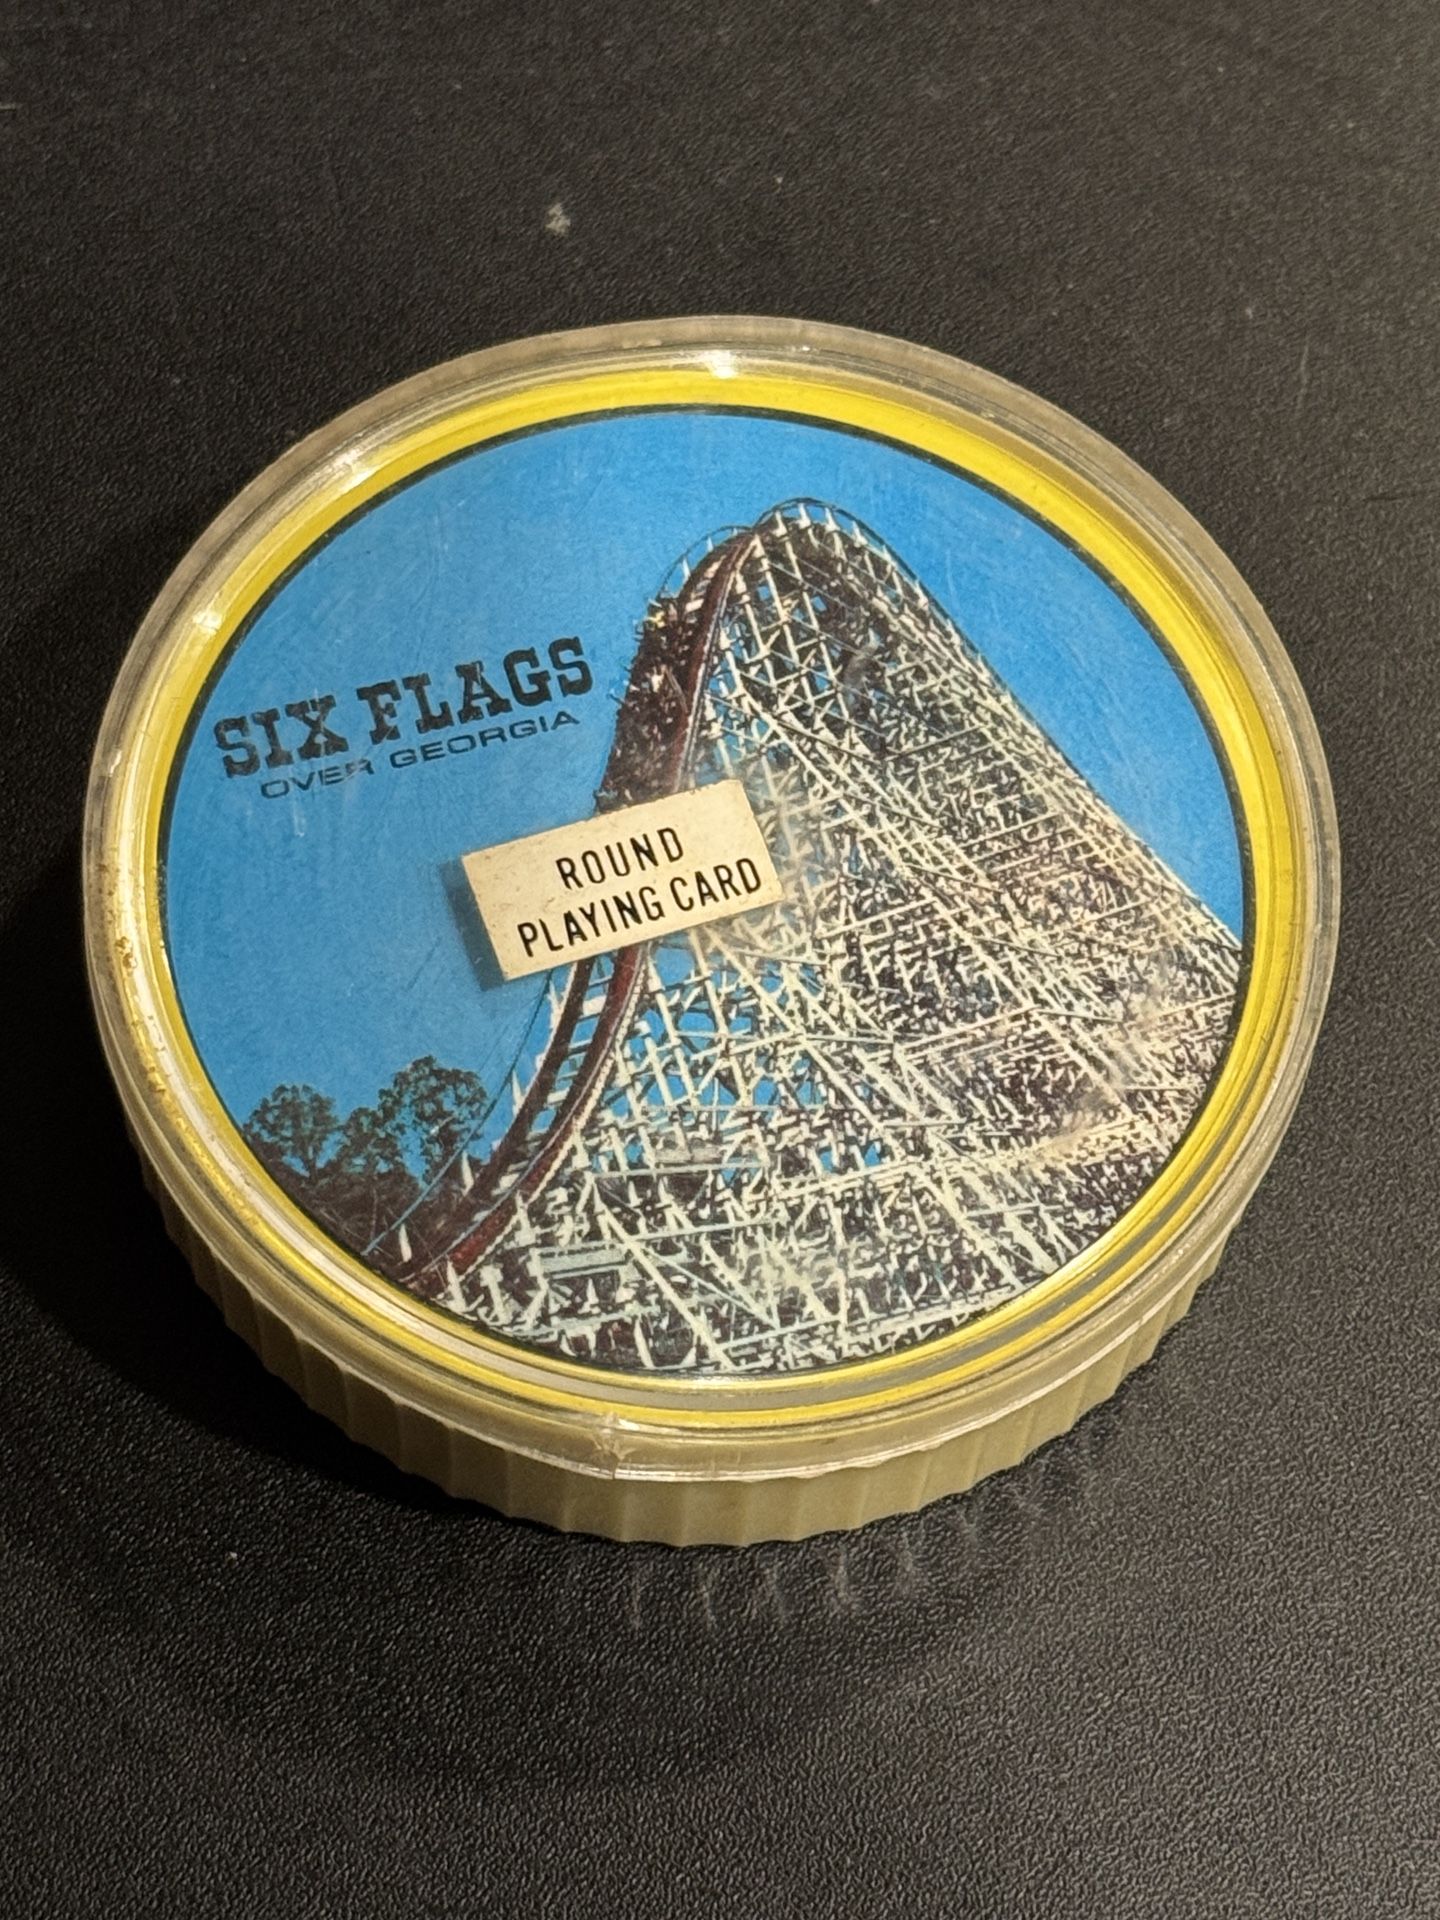 SIX FLAGS
OVER GEORGIA
ROUND
PLAYING CARD